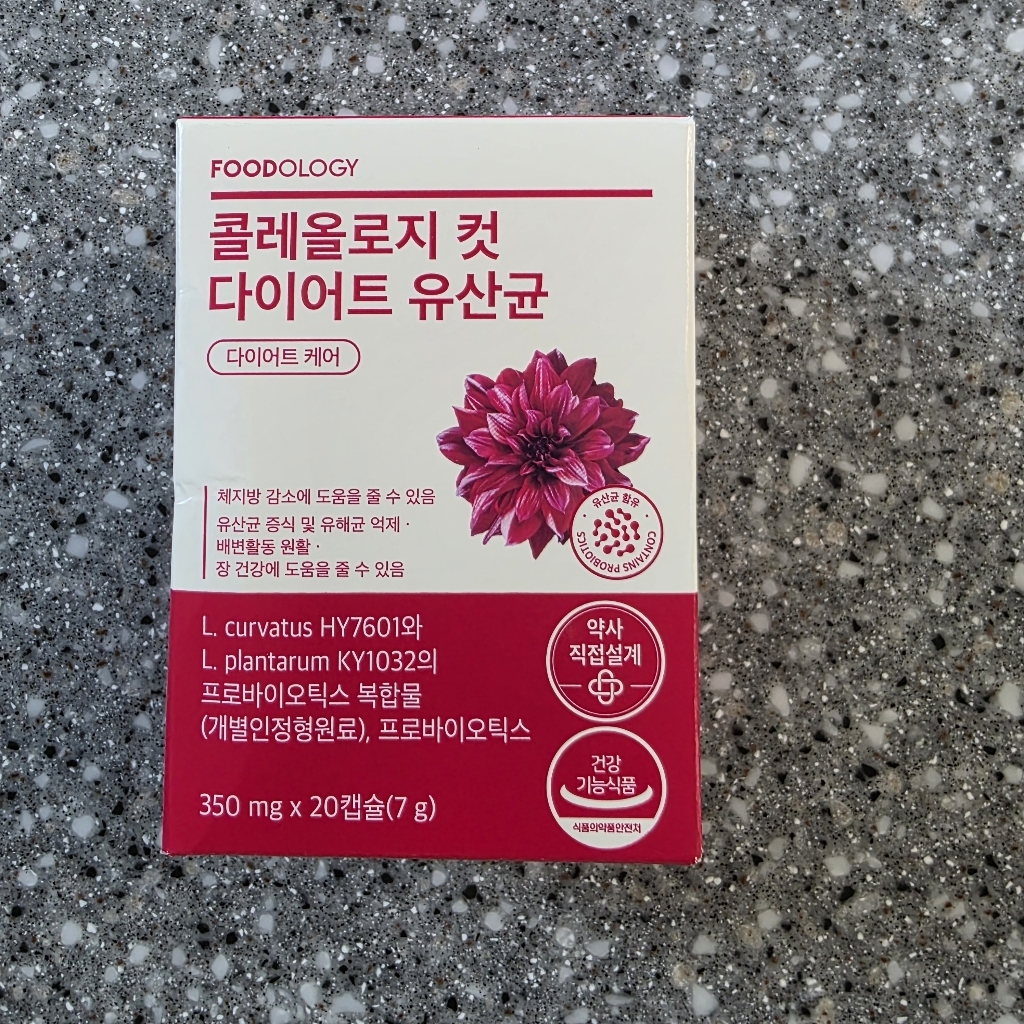 FOODOLOGY
콜레올로지 컷
다이어트 유산균
다이어트 케어
체지방 감소에 도움을 줄 수 있음
유산균 증식 및 유해균 억제 ·
배변활동 원활 ·
장 건강에 도움을 줄 수 있음
유산균 함유
CONTAINS PROBIOTICS
L. curvatus HY7601와
L. plantarum KY1032의
프로바이오틱스 복합물
(개별인정형원료), 프로바이오틱스
350 mg x 20캡슐(7 g)
약사
직접설계
건강
기능식품
식품의약품안전처